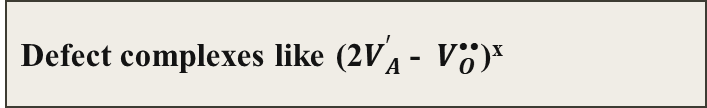 Defect complexes like (2V′A - V••O)x